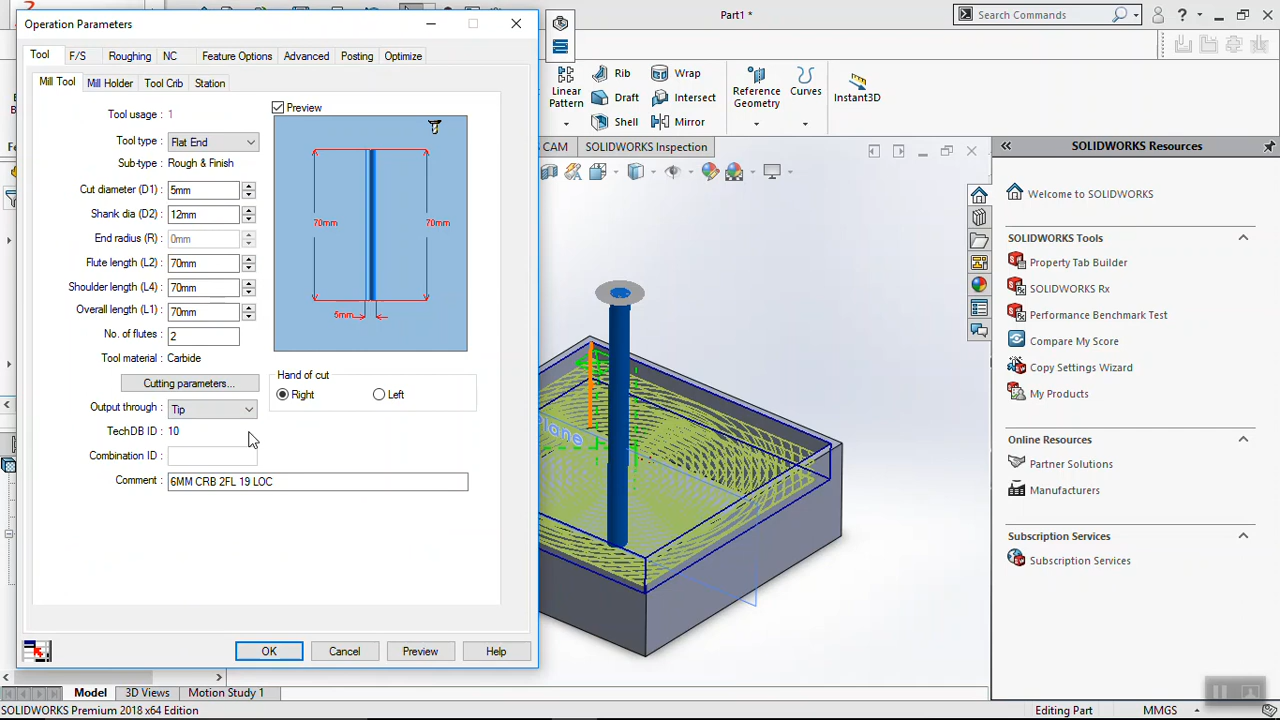 Operation Parameters
Part1 *
Search Commands
?
Tool F/S Roughing NC Feature Options Advanced Posting Optimize
Mill Tool Mill Holder Tool Crib Station
Tool usage : 1
Tool type : Flat End
Sub-type : Rough & Finish
Cut diameter (D1) : 5mm
Shank dia (D2) : 12mm
End radius (R) : 0mm
Flute length (L2) : 70mm
Shoulder length (L4) : 70mm
Overall length (L1) : 70mm
No. of flutes : 2
Tool material : Carbide
Cutting parameters...
Output through : Tip
TechDB ID : 10
Combination ID :
Comment : 6MM CRB 2FL 19 LOC
Preview
70mm 70mm
Hand of cut
Right Left
OK Cancel Preview Help
Linear
Pattern
Rib
Draft
Shell
Wrap
Intersect
Mirror
Reference
Geometry
Curves
Instant3D
CAM SOLIDWORKS Inspection
Plane
SOLIDWORKS Resources
Welcome to SOLIDWORKS
SOLIDWORKS Tools
Property Tab Builder
SOLIDWORKS Rx
Performance Benchmark Test
Compare My Score
Copy Settings Wizard
My Products
Online Resources
Partner Solutions
Manufacturers
Subscription Services
Subscription Services
Model 3D Views Motion Study 1
SOLIDWORKS Premium 2018 x64 Edition
Editing Part MMGS